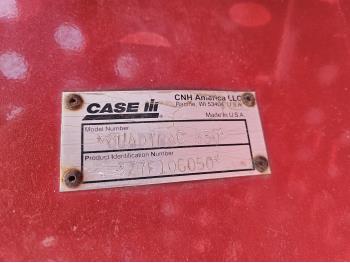 CASE IH
CNH America LLC
Racine, WI 53404 U.S.A.
Made in U.S.A.
Model Number
Product Identification Number